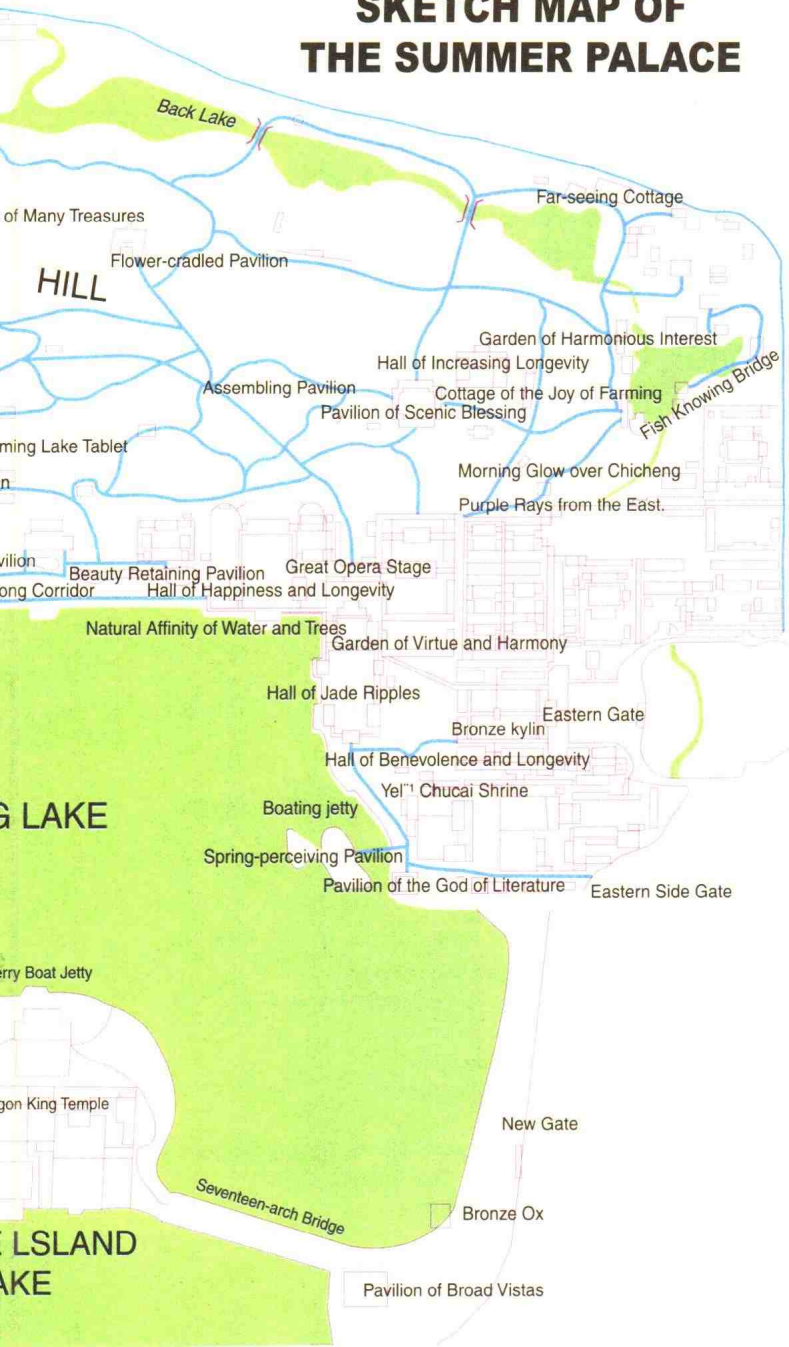 SKETCH MAP OF
THE SUMMER PALACE
Back Lake
Far-seeing Cottage
of Many Treasures
Flower-cradled Pavilion
HILL
Garden of Harmonious Interest
Hall of Increasing Longevity
Assembling Pavilion
Cottage of the Joy of Farming
Fish Knowing Bridge
Pavilion of Scenic Blessing
ming Lake Tablet
Morning Glow over Chicheng
n
Purple Rays from the East.
vilion
Great Opera Stage
Beauty Retaining Pavilion
ong Corridor
Hall of Happiness and Longevity
Natural Affinity of Water and Trees
Garden of Virtue and Harmony
Hall of Jade Ripples
Eastern Gate
Bronze kylin
Hall of Benevolence and Longevity
Chucai Shrine
Boating jetty
G LAKE
Spring-perceiving Pavilion
Pavilion of the God of Literature
Eastern Side Gate
erry Boat Jetty
gon King Temple
New Gate
Seventeen-arch Bridge
Bronze Ox
E LSLAND
AKE
Pavilion of Broad Vistas